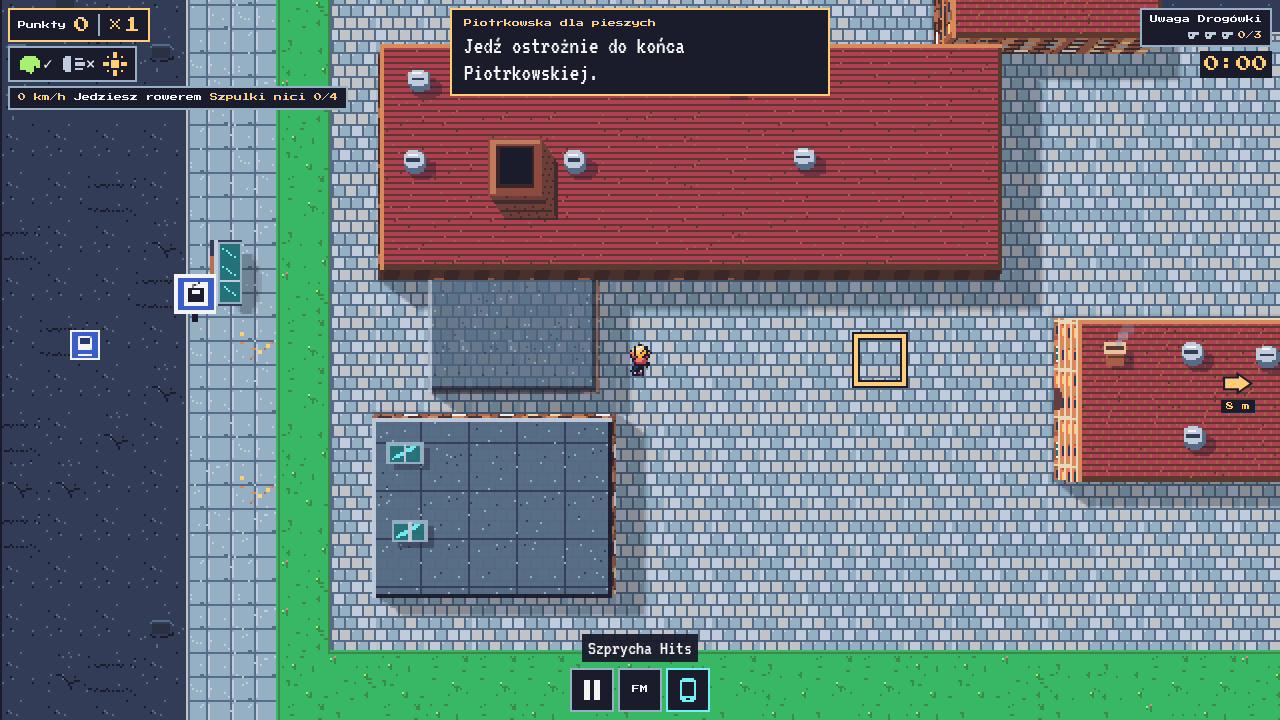 Punkty 0 ×1
0 km/h Jedziesz rowerem Szpulki nici 0/4
Piotrkowska dla pieszych
Jedź ostrożnie do końca
Piotrkowskiej.
Uwaga Drogówki
0/3
0:00
8 m
Szprycha Hits
FM